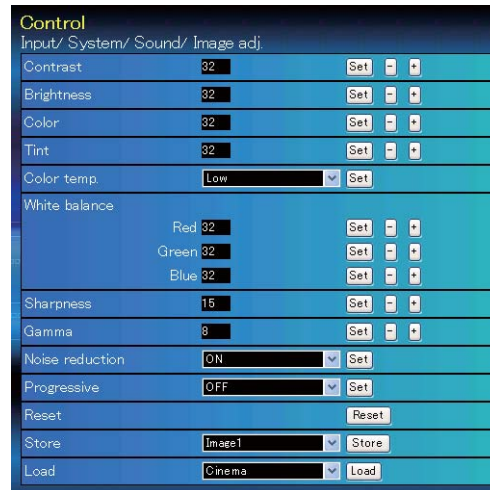 Control
Input/ System/ Sound/ Image adj.
Contrast 32 Set - +
Brightness 32 Set - +
Color 32 Set - +
Tint 32 Set - +
Color temp. Low Set
White balance
Red 32 Set - +
Green 32 Set - +
Blue 32 Set - +
Sharpness 15 Set - +
Gamma 8 Set - +
Noise reduction ON Set
Progressive OFF Set
Reset Reset
Store Image1 Store
Load Cinema Load